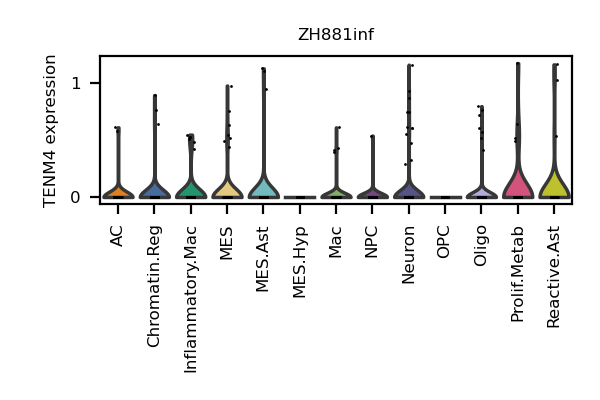 ZH881inf
TENM4 expression
1
0
AC
Chromatin.Reg
Inflammatory.Mac
MES
MES.Ast
MES.Hyp
Mac
NPC
Neuron
OPC
Oligo
Prolif.Metab
Reactive.Ast